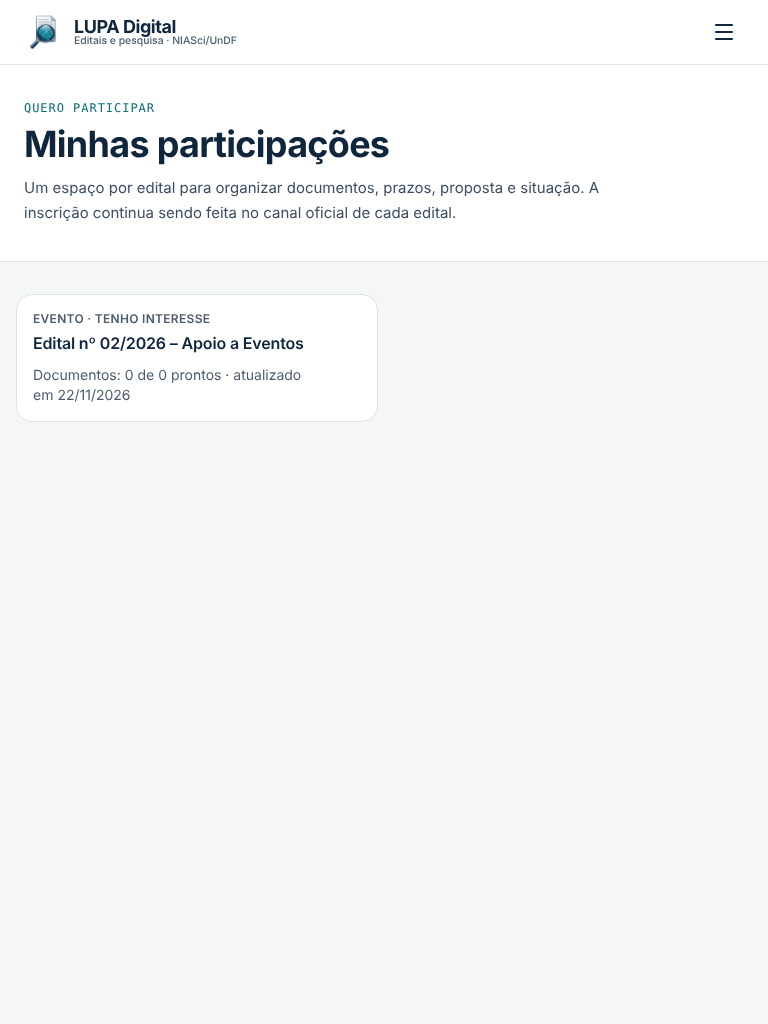 LUPA Digital
Editais e pesquisa · NIASci/UnDF
QUERO PARTICIPAR
Minhas participações
Um espaço por edital para organizar documentos, prazos, proposta e situação. A
inscrição continua sendo feita no canal oficial de cada edital.
EVENTO · TENHO INTERESSE
Edital nº 02/2026 – Apoio a Eventos
Documentos: 0 de 0 prontos · atualizado
em 22/11/2026